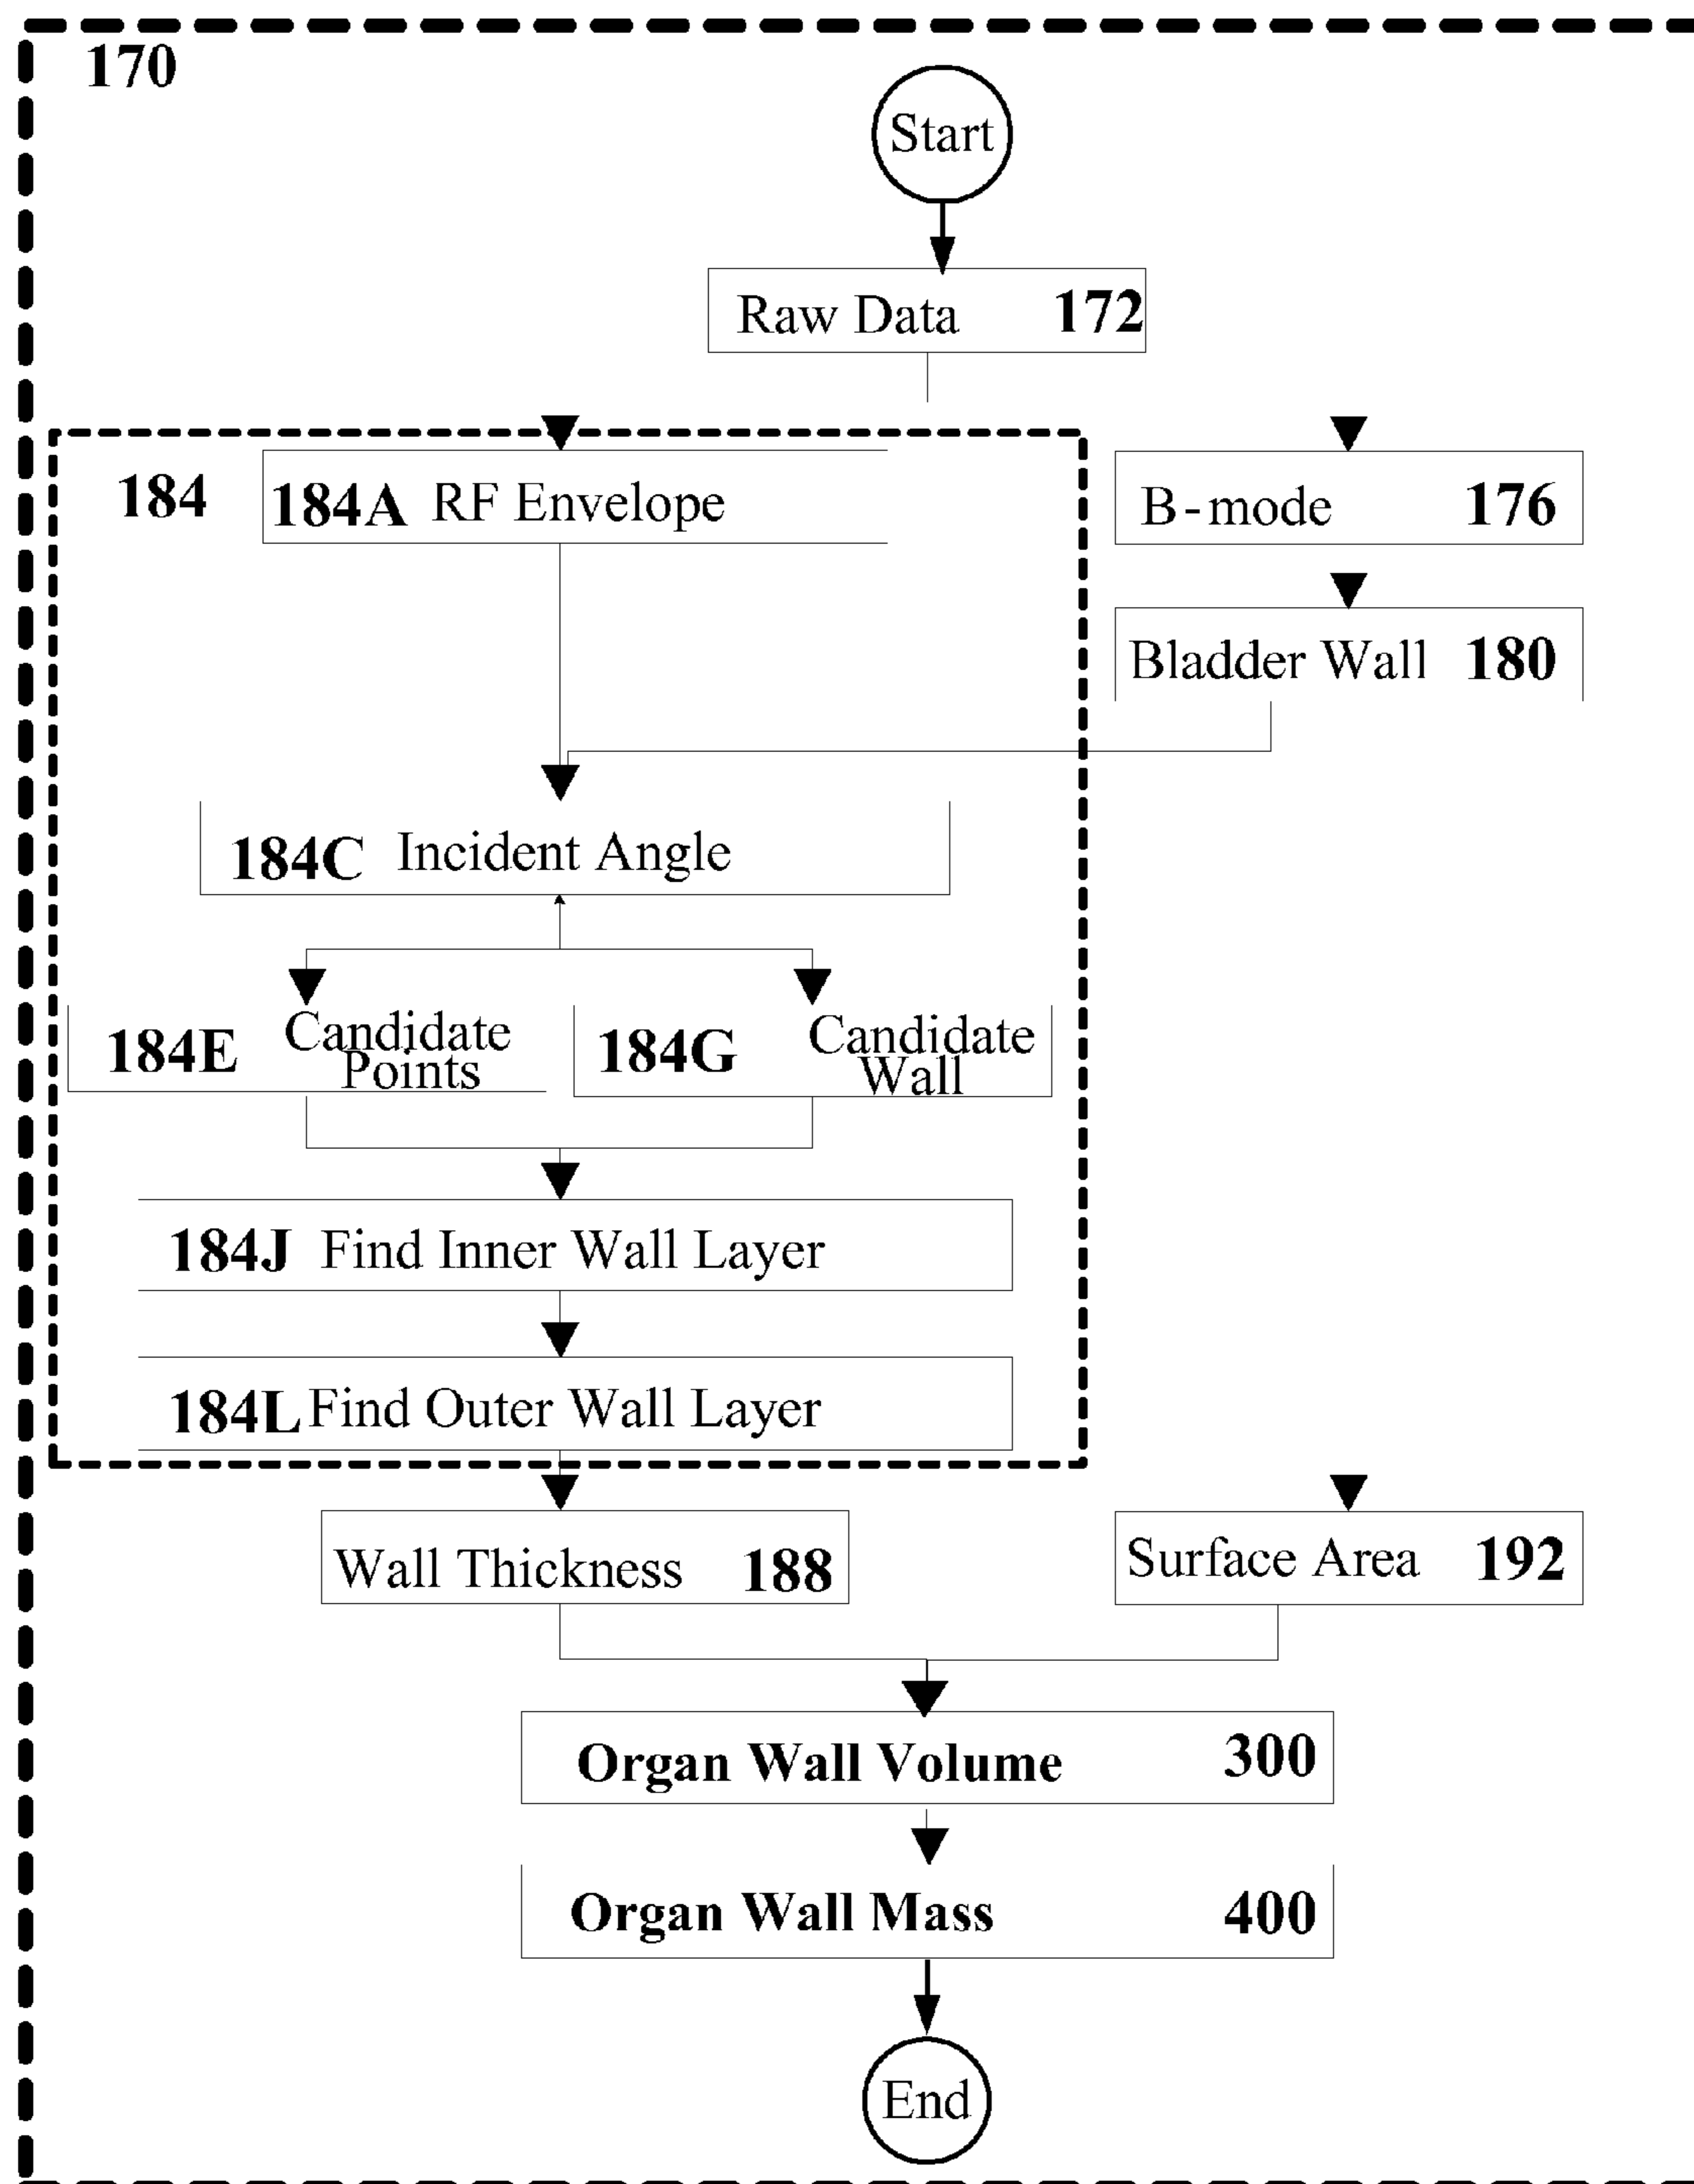 170
Start
Raw Data 172
184 184A RF Envelope
B-mode 176
Bladder Wall 180
184C Incident Angle
184E Candidate
Points
184G Candidate
Wall
184J Find Inner Wall Layer
184L Find Outer Wall Layer
Wall Thickness 188
Surface Area 192
Organ Wall Volume 300
Organ Wall Mass 400
End